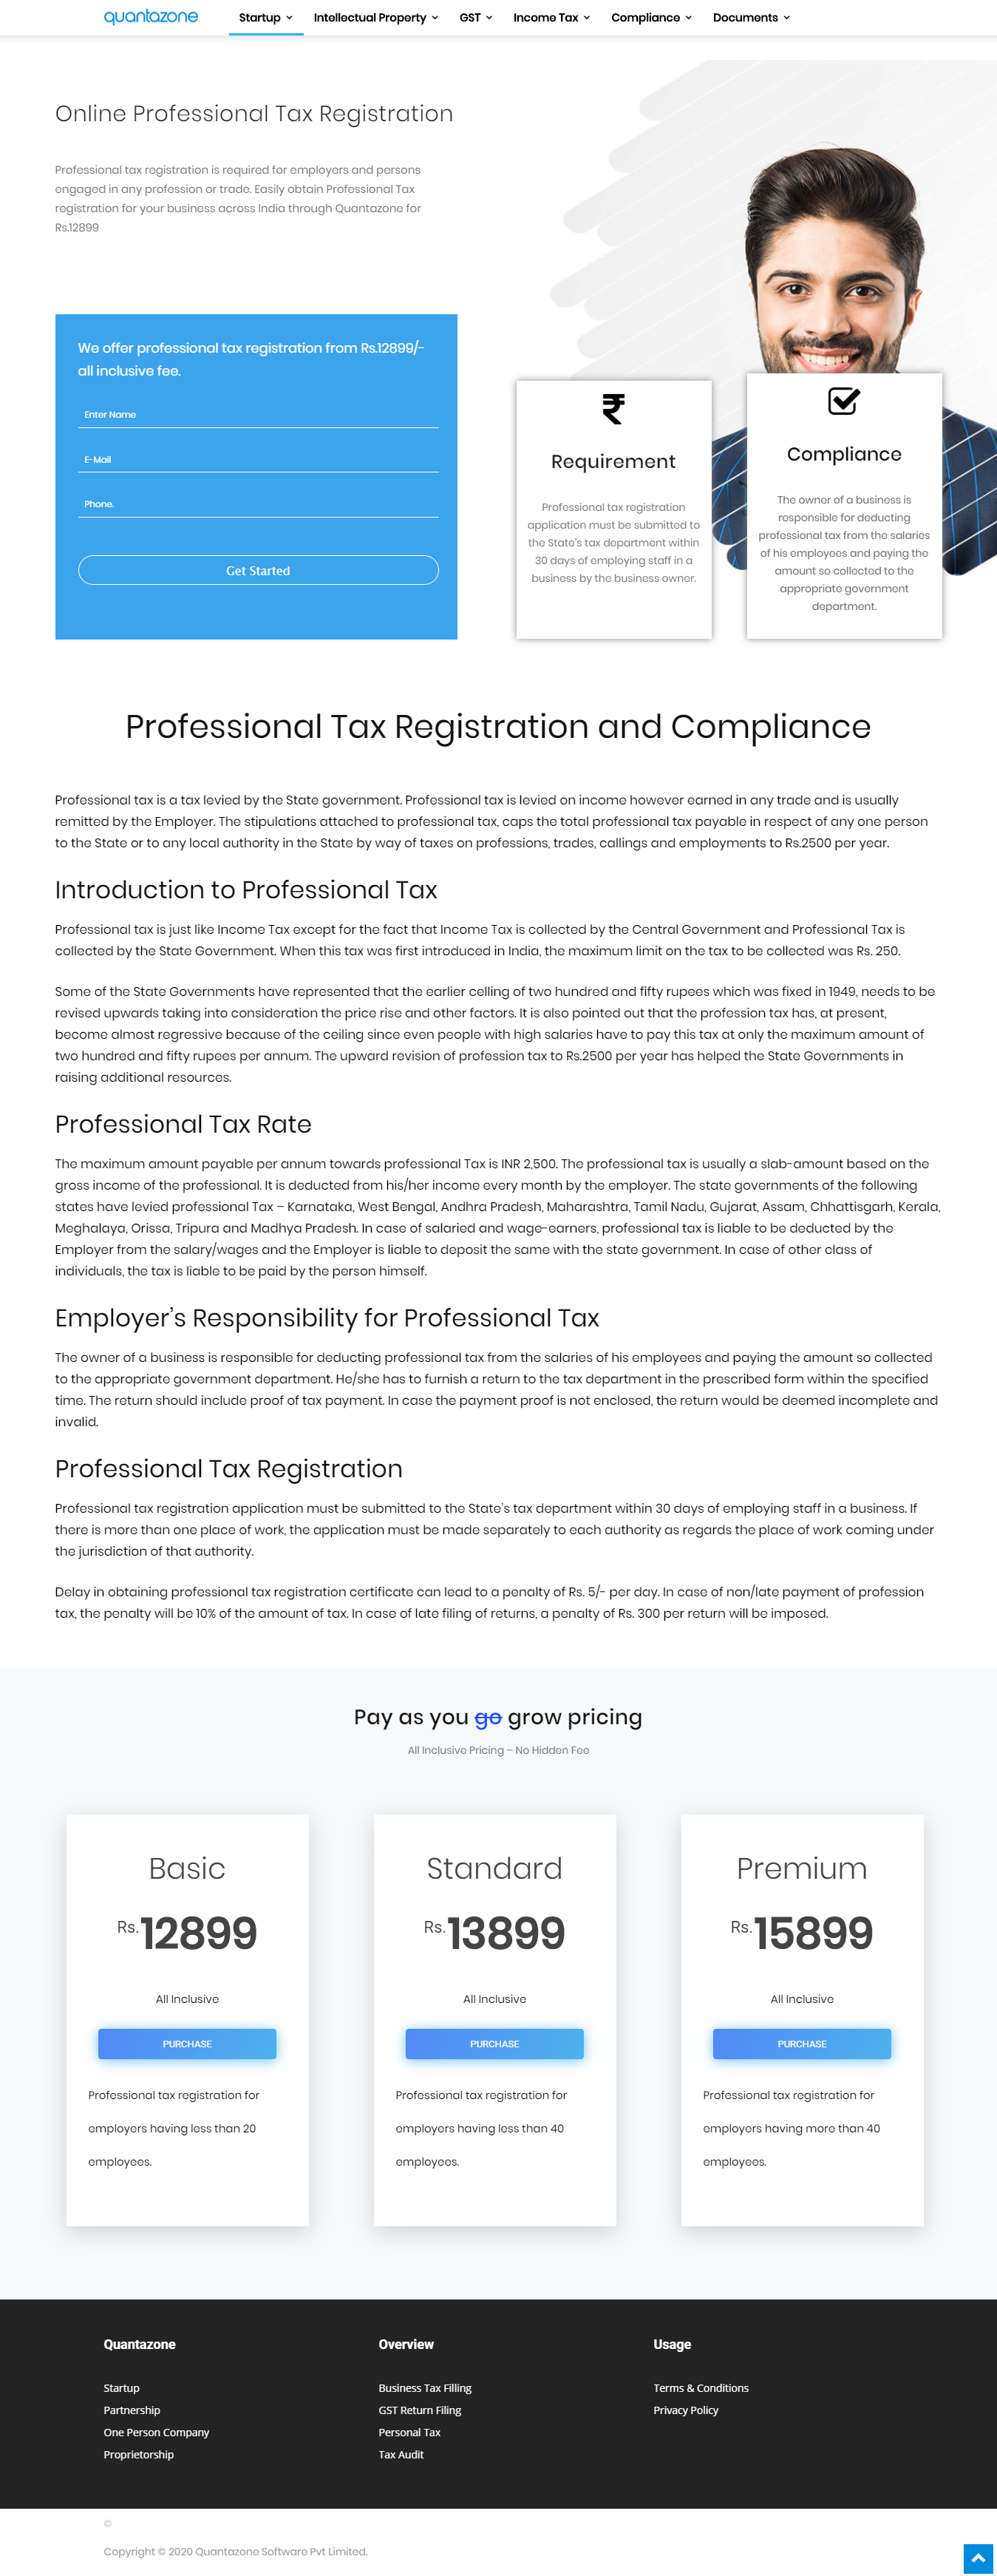 quantazone
Startup
Intellectual Property
GST
Income Tax
Compliance
Documents
Online Professional Tax Registration
Professional tax registration is required for employers and persons
engaged in any profession or trade. Easily obtain Professional Tax
registration for your business across India through Quantazone for
Rs.12899
We offer professional tax registration from Rs.12899/-
all inclusive fee.
Enter Name
E-Mail
Phone.
Get Started
Requirement
Professional tax registration
application must be submitted to
the State's tax department within
30 days of employing staff in a
business by the business owner.
Compliance
The owner of a business is
responsible for deducting
professional tax from the salaries
of his employees and paying the
amount so collected to the
appropriate government
department.
Professional Tax Registration and Compliance
Professional tax is a tax levied by the State government. Professional tax is levied on income however earned in any trade and is usually
remitted by the Employer. The stipulations attached to professional tax, caps the total professional tax payable in respect of any one person
to the State or to any local authority in the State by way of taxes on professions, trades, callings and employments to Rs.2500 per year.
Introduction to Professional Tax
Professional tax is just like Income Tax except for the fact that Income Tax is collected by the Central Government and Professional Tax is
collected by the State Government. When this tax was first introduced in India, the maximum limit on the tax to be collected was Rs. 250.
Some of the State Governments have represented that the earlier celling of two hundred and fifty rupees which was fixed in 1949, needs to be
revised upwards taking into consideration the price rise and other factors. It is also pointed out that the profession tax has, at present,
become almost regressive because of the ceiling since even people with high salaries have to pay this tax at only the maximum amount of
two hundred and fifty rupees per annum. The upward revision of profession tax to Rs.2500 per year has helped the State Governments in
raising additional resources.
Professional Tax Rate
The maximum amount payable per annum towards professional Tax is INR 2,500. The professional tax is usually a slab-amount based on the
gross income of the professional. It is deducted from his/her income every month by the employer. The state governments of the following
states have levied professional Tax – Karnataka, West Bengal, Andhra Pradesh, Maharashtra, Tamil Nadu, Gujarat, Assam, Chhattisgarh, Kerala,
Meghalaya, Orissa, Tripura and Madhya Pradesh. In case of salaried and wage-earners, professional tax is liable to be deducted by the
Employer from the salary/wages and the Employer is liable to deposit the same with the state government. In case of other class of
individuals, the tax is liable to be paid by the person himself.
Employer's Responsibility for Professional Tax
The owner of a business is responsible for deducting professional tax from the salaries of his employees and paying the amount so collected
to the appropriate government department. He/she has to furnish a return to the tax department in the prescribed form within the specified
time. The return should include proof of tax payment. In case the payment proof is not enclosed, the return would be deemed incomplete and
invalid.
Professional Tax Registration
Professional tax registration application must be submitted to the State's tax department within 30 days of employing staff in a business. If
there is more than one place of work, the application must be made separately to each authority as regards the place of work coming under
the jurisdiction of that authority.
Delay in obtaining professional tax registration certificate can lead to a penalty of Rs. 5/- per day. In case of non/late payment of profession
tax, the penalty will be 10% of the amount of tax. In case of late filing of returns, a penalty of Rs. 300 per return will be imposed.
Pay as you go grow pricing
All Inclusive Pricing – No Hidden Fee
Basic
Rs.12899
All Inclusive
PURCHASE
Professional tax registration for
employers having less than 20
employees.
Standard
Rs.13899
All Inclusive
PURCHASE
Professional tax registration for
employers having less than 40
employees.
Premium
Rs.15899
All Inclusive
PURCHASE
Professional tax registration for
employers having more than 40
employees.
Quantazone
Startup
Partnership
One Person Company
Proprietorship
Overview
Business Tax Filling
GST Return Filing
Personal Tax
Tax Audit
Usage
Terms & Conditions
Privacy Policy
©
Copyright © 2020 Quantazone Software Pvt Limited.